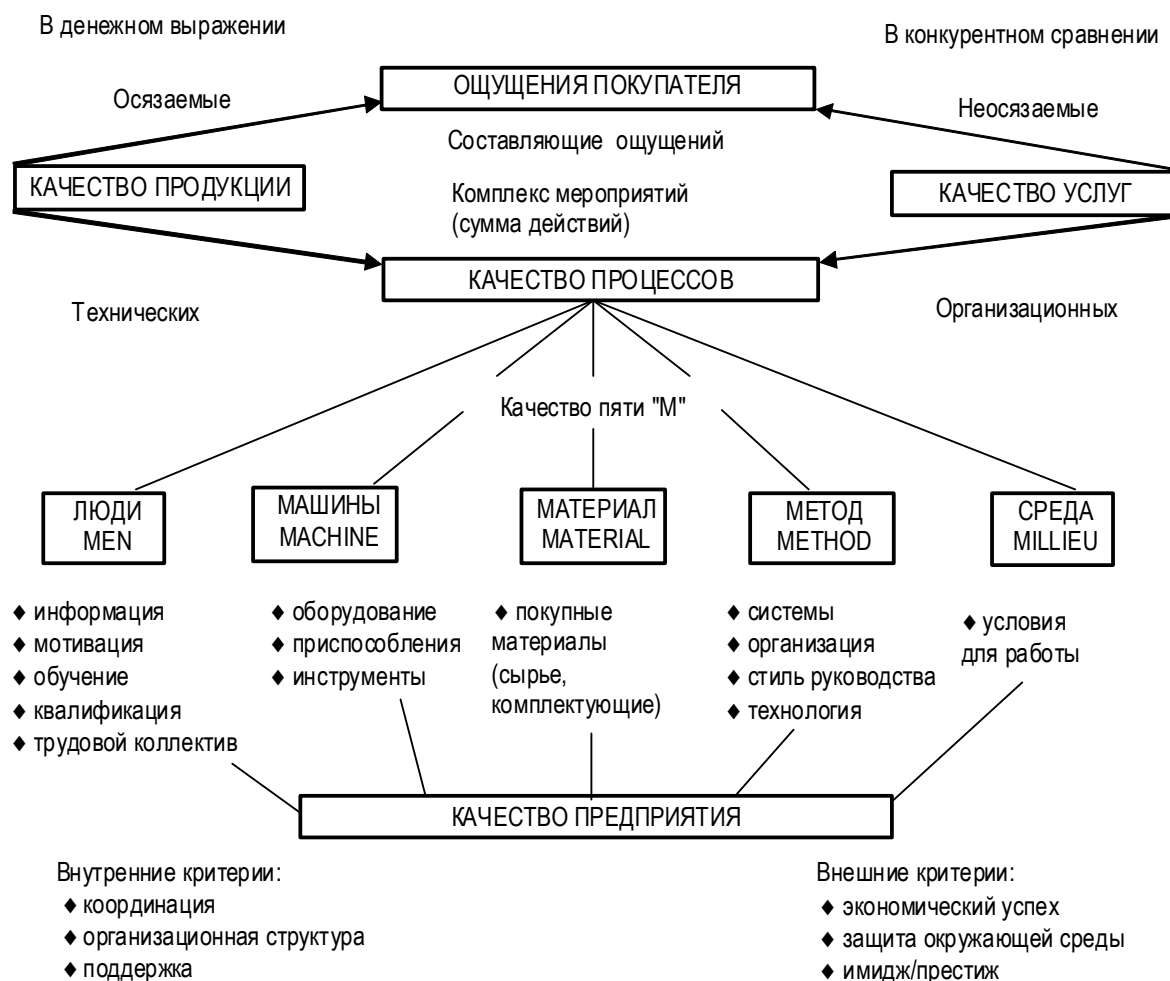 В денежном выражении
В конкурентном сравнении
ОЩУЩЕНИЯ ПОКУПАТЕЛЯ
Осязаемые
Неосязаемые
Составляющие ощущений
КАЧЕСТВО ПРОДУКЦИИ
КАЧЕСТВО УСЛУГ
Комплекс мероприятий
(сумма действий)
КАЧЕСТВО ПРОЦЕССОВ
Технических
Организационных
Качество пяти "М"
ЛЮДИ
MEN
МАШИНЫ
MACHINE
МАТЕРИАЛ
MATERIAL
МЕТОД
METHOD
СРЕДА
MILLIEU
♦ информация
♦ мотивация
♦ обучение
♦ квалификация
♦ трудовой коллектив
♦ оборудование
♦ приспособления
♦ инструменты
♦ покупные
материалы
(сырье,
комплектующие)
♦ системы
♦ организация
♦ стиль руководства
♦ технология
♦ условия
для работы
КАЧЕСТВО ПРЕДПРИЯТИЯ
Внутренние критерии:
♦ координация
♦ организационная структура
♦ поддержка
Внешние критерии:
♦ экономический успех
♦ защита окружающей среды
♦ имидж/престиж